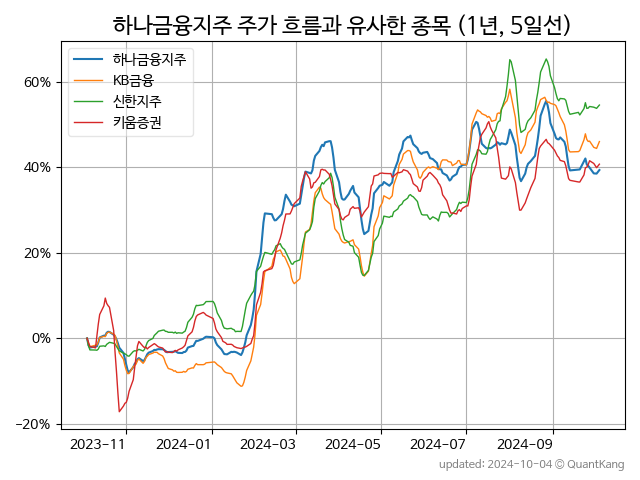 하나금융지주 주가 흐름과 유사한 종목 (1년, 5일선)
하나금융지주
KB금융
신한지주
키움증권
60%
40%
20%
0%
−20%
2023−11
2024−01
2024−03
2024−05
2024−07
2024−09
updated: 2024-10-04 © QuantKang